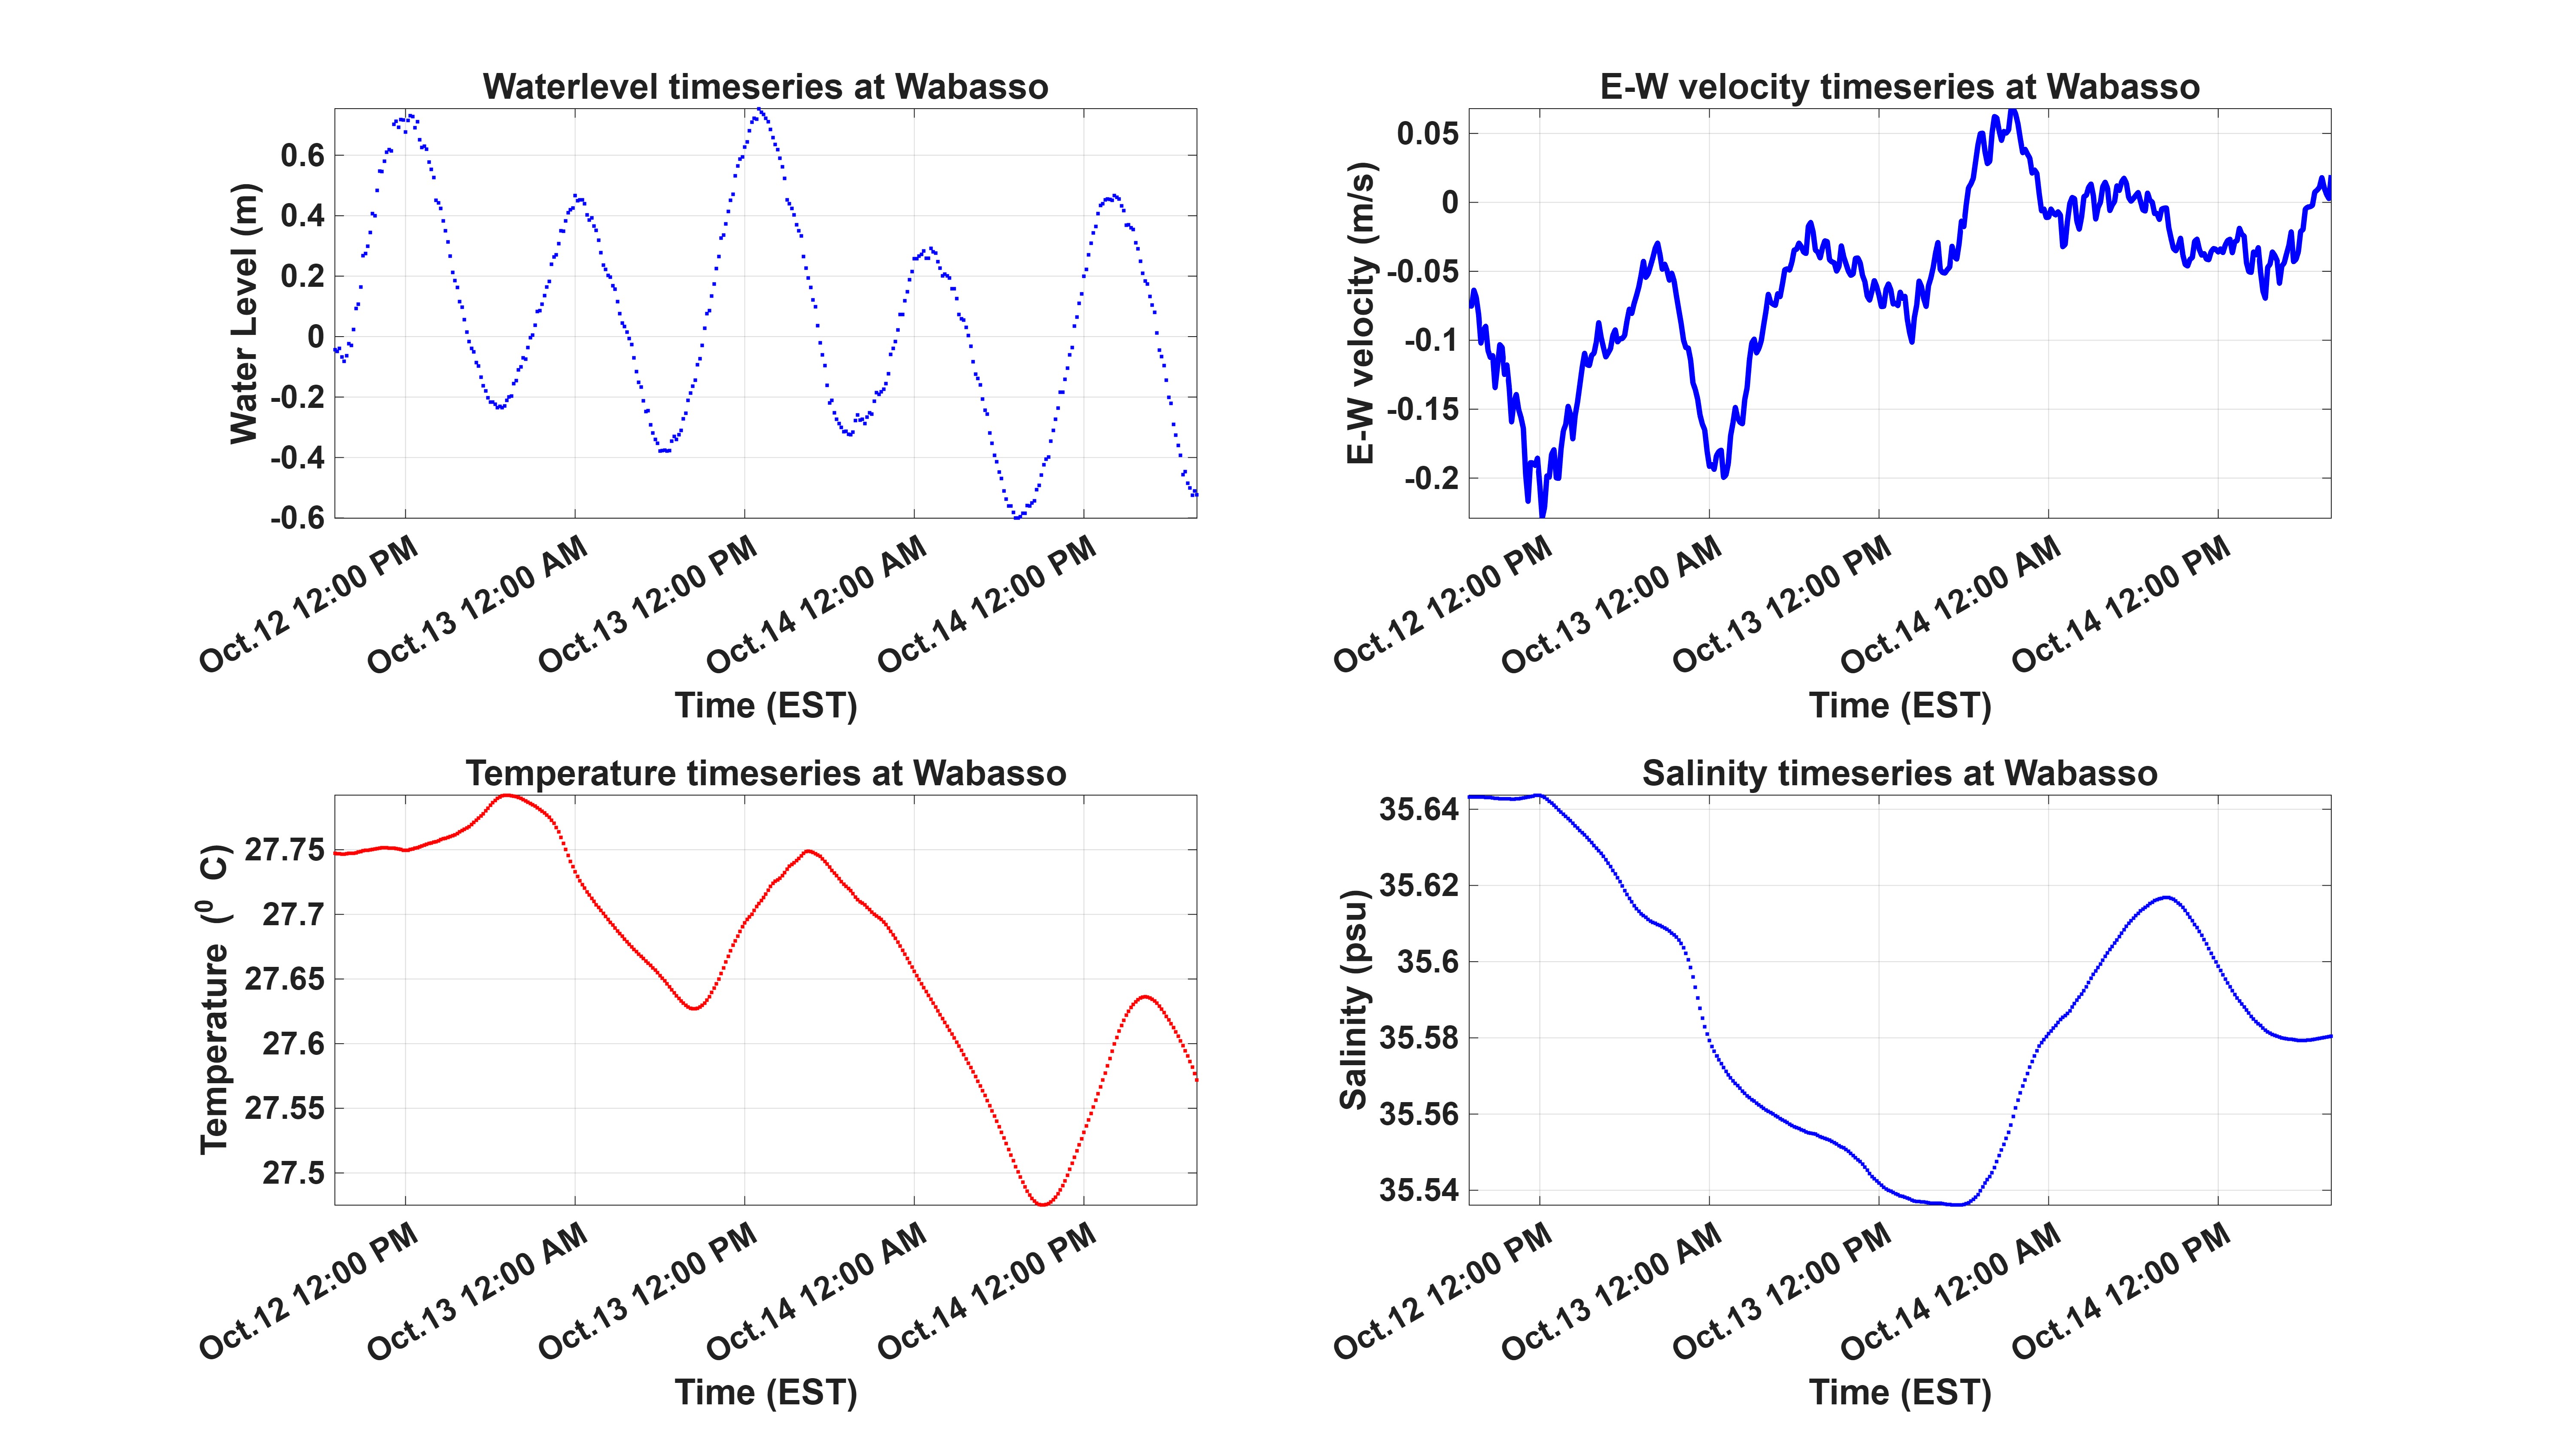 Waterlevel timeseries at Wabasso
Water Level (m)
0.6
0.4
0.2
0
-0.2
-0.4
-0.6
Oct.12 12:00 PM
Oct.13 12:00 AM
Oct.13 12:00 PM
Oct.14 12:00 AM
Oct.14 12:00 PM
Time (EST)
E-W velocity timeseries at Wabasso
E-W velocity (m/s)
0.05
0
-0.05
-0.1
-0.15
-0.2
Oct.12 12:00 PM
Oct.13 12:00 AM
Oct.13 12:00 PM
Oct.14 12:00 AM
Oct.14 12:00 PM
Time (EST)
Temperature timeseries at Wabasso
Temperature (⁰ C)
27.75
27.7
27.65
27.6
27.55
27.5
Oct.12 12:00 PM
Oct.13 12:00 AM
Oct.13 12:00 PM
Oct.14 12:00 AM
Oct.14 12:00 PM
Time (EST)
Salinity timeseries at Wabasso
Salinity (psu)
35.64
35.62
35.6
35.58
35.56
35.54
Oct.12 12:00 PM
Oct.13 12:00 AM
Oct.13 12:00 PM
Oct.14 12:00 AM
Oct.14 12:00 PM
Time (EST)